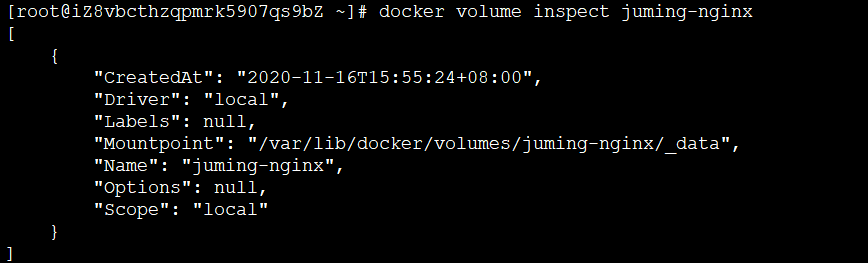 [root@iZ8vbcthzqpmrk5907qs9bZ ~]# docker volume inspect juming-nginx
[
    {
        "CreatedAt": "2020-11-16T15:55:24+08:00",
        "Driver": "local",
        "Labels": null,
        "Mountpoint": "/var/lib/docker/volumes/juming-nginx/_data",
        "Name": "juming-nginx",
        "Options": null,
        "Scope": "local"
    }
]